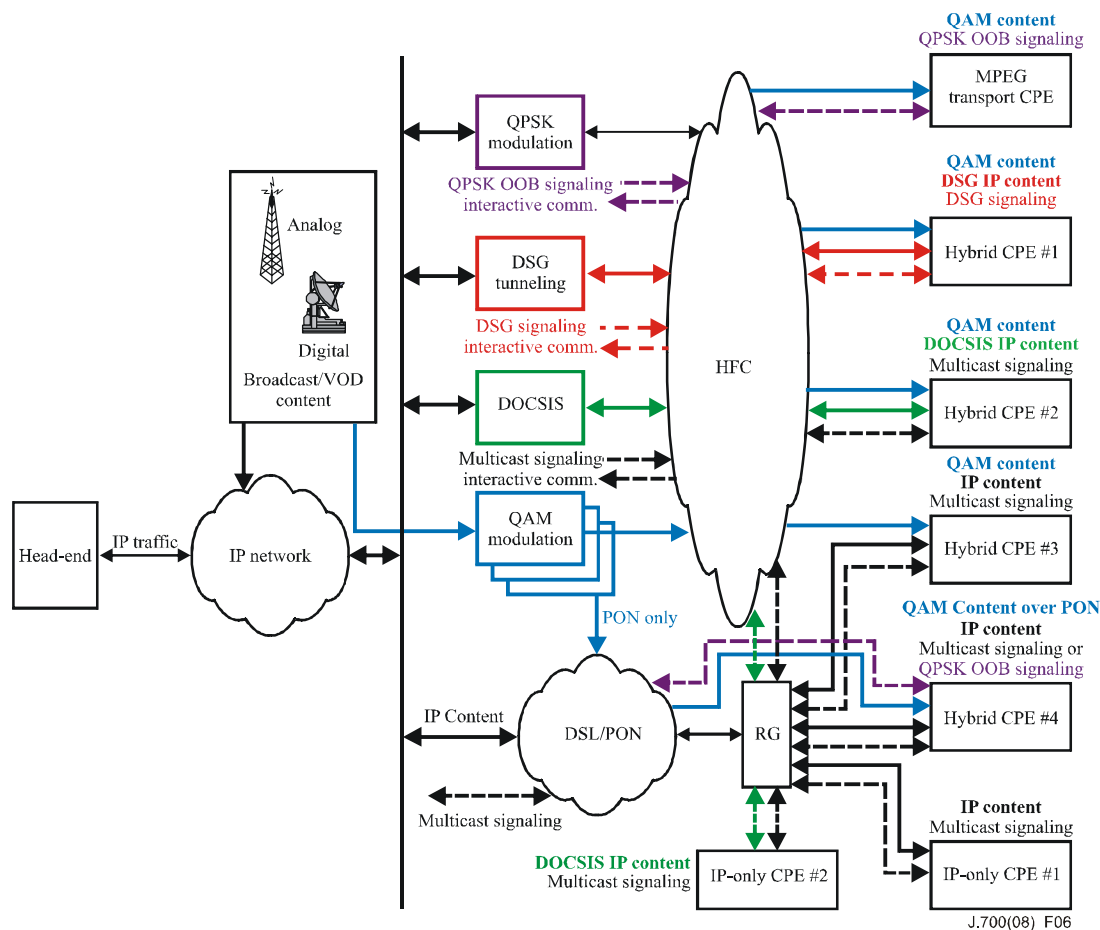 QAM content
QPSK OOB signaling
MPEG
transport CPE
QPSK
modulation
QPSK OOB signaling
interactive comm.
Analog
Digital
Broadcast/VOD
content
DSG
tunneling
DSG signaling
interactive comm.
HFC
QAM content
DSG IP content
DSG signaling
Hybrid CPE #1
QAM content
DOCSIS IP content
Multicast signaling
Hybrid CPE #2
DOCSIS
Multicast signaling
interactive comm.
QAM
modulation
QAM content
IP content
Multicast signaling
Hybrid CPE #3
Head-end
IP traffic
IP network
PON only
QAM Content over PON
IP content
Multicast signaling or
QPSK OOB signaling
Hybrid CPE #4
IP Content
DSL/PON
RG
Multicast signaling
IP content
Multicast signaling
IP-only CPE #1
DOCSIS IP content
Multicast signaling
IP-only CPE #2
J.700(08)_F06